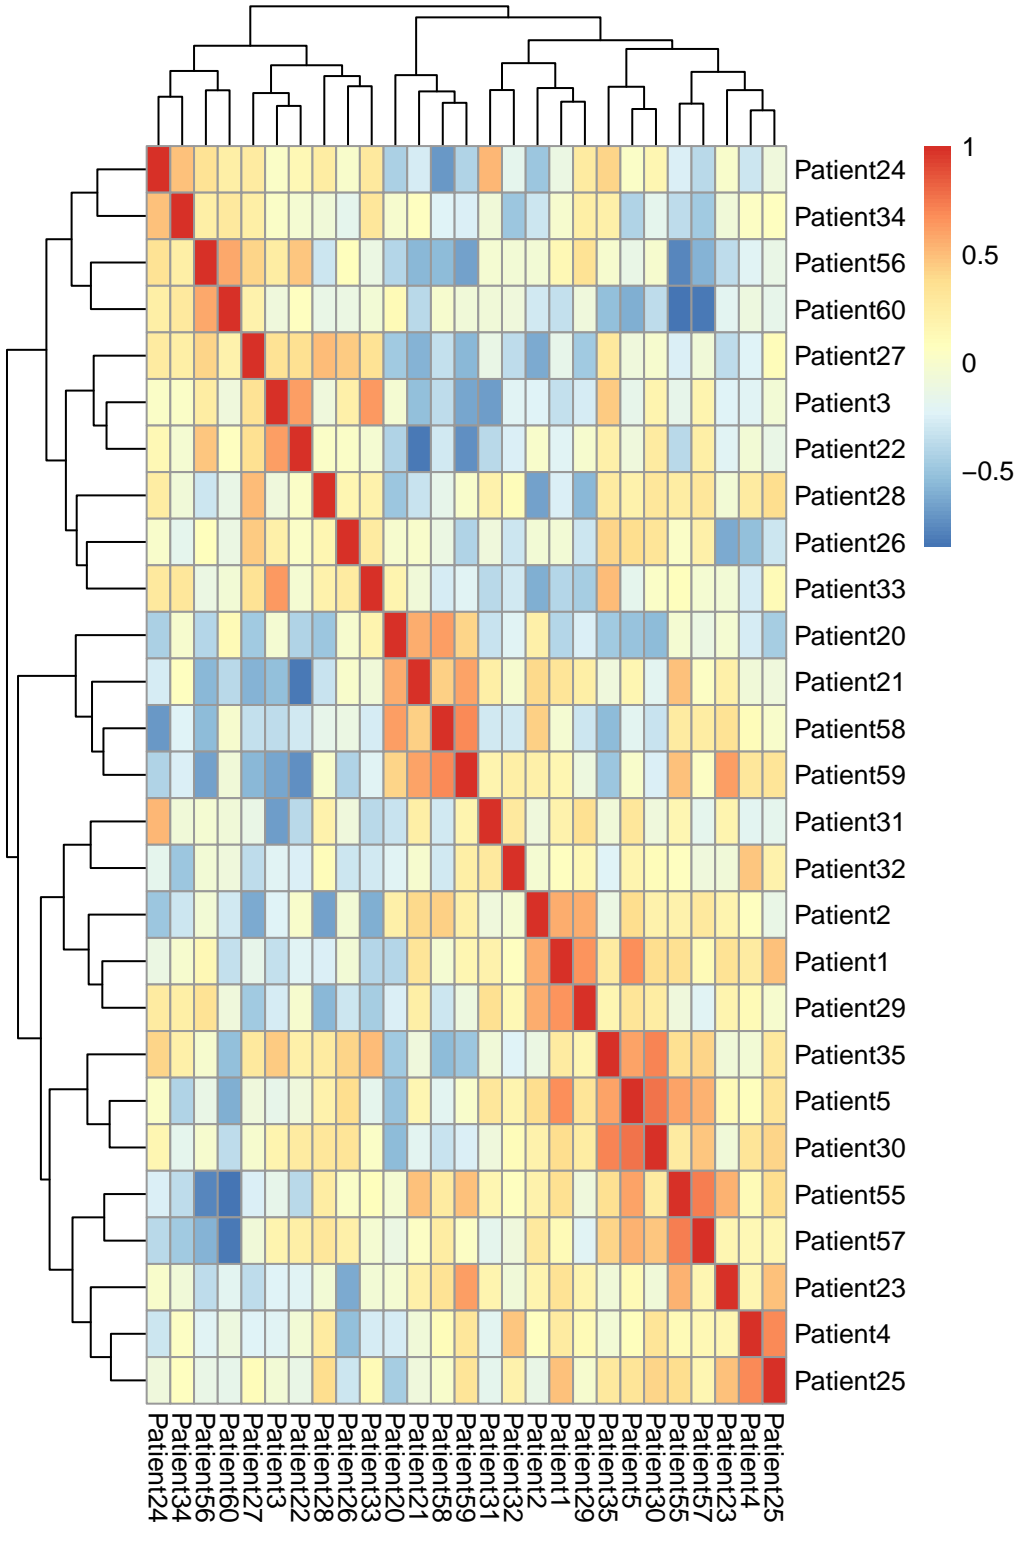 1
0.5
0
−0.5
Patient24
Patient34
Patient56
Patient60
Patient27
Patient3
Patient22
Patient28
Patient26
Patient33
Patient20
Patient21
Patient58
Patient59
Patient31
Patient32
Patient2
Patient1
Patient29
Patient35
Patient5
Patient30
Patient55
Patient57
Patient23
Patient4
Patient25
Patient24
Patient34
Patient56
Patient60
Patient27
Patient3
Patient22
Patient28
Patient26
Patient33
Patient20
Patient21
Patient58
Patient59
Patient31
Patient32
Patient2
Patient1
Patient29
Patient35
Patient5
Patient30
Patient55
Patient57
Patient23
Patient4
Patient25